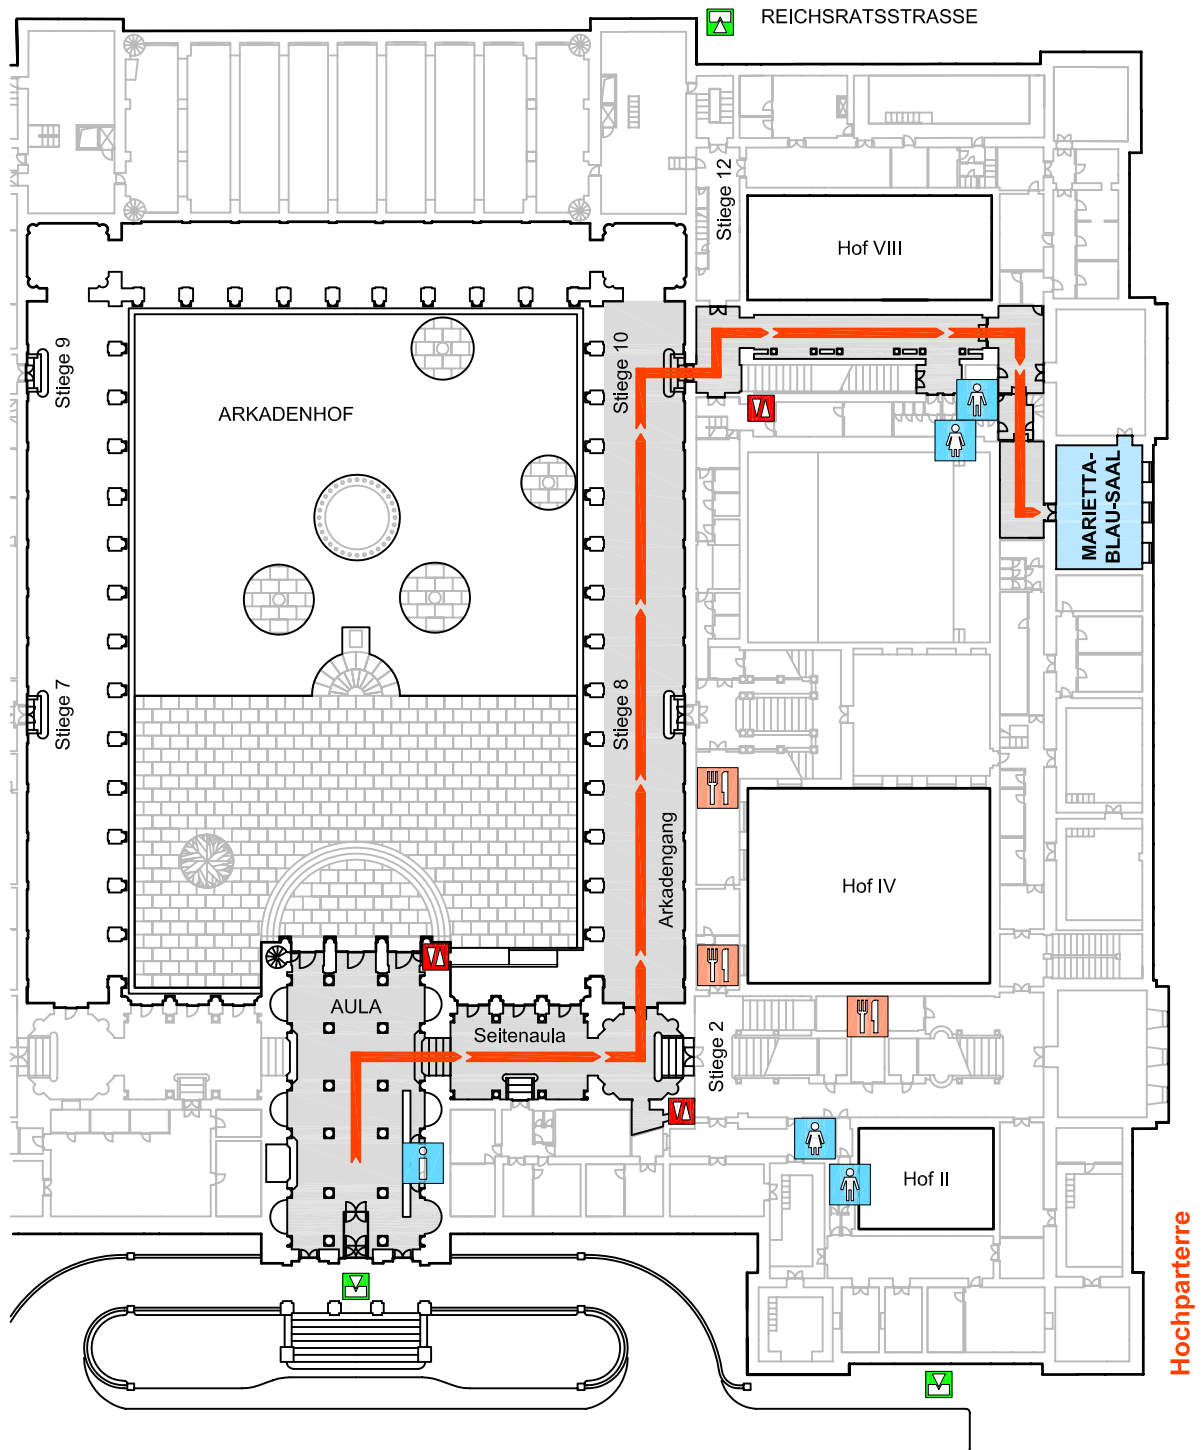 REICHSRATSSTRASSE
Stiege 12
Hof VIII
Stiege 9
Stiege 10
ARKADENHOF
MARIETTA-
BLAU-SAAL
Stiege 7
Stiege 8
Arkadengang
Hof IV
AULA
Seitenaula
Stiege 2
Hof II
Hochparterre